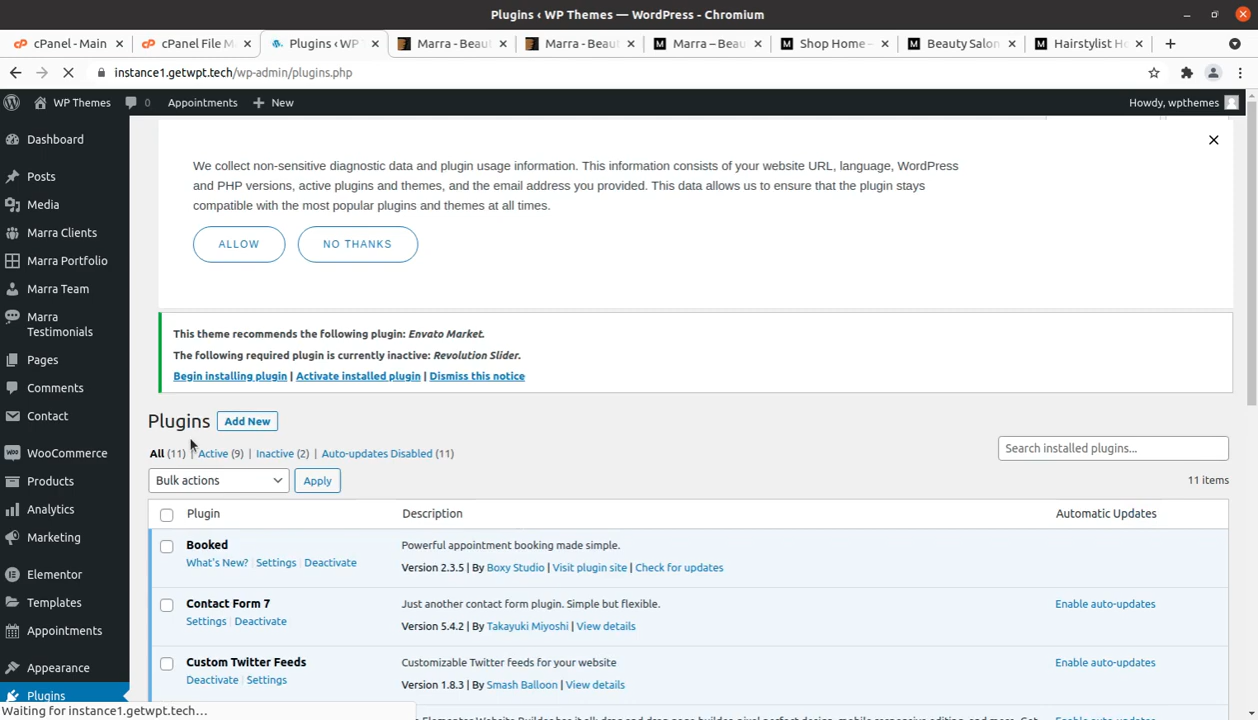 Plugins ‹ WP Themes — WordPress - Chromium
cPanel - Main
cPanel File M
Plugins ‹ WP
Marra - Beaut
Marra - Beaut
Marra – Beau
Shop Home –
Beauty Salon
Hairstylist Ho
instance1.getwpt.tech/wp-admin/plugins.php
WP Themes
0
Appointments
New
Howdy, wpthemes
Dashboard
Posts
Media
Marra Clients
Marra Portfolio
Marra Team
Marra
Testimonials
Pages
Comments
Contact
WooCommerce
Products
Analytics
Marketing
Elementor
Templates
Appointments
Appearance
Plugins
Waiting for instance1.getwpt.tech...
We collect non-sensitive diagnostic data and plugin usage information. This information consists of your website URL, language, WordPress
and PHP versions, active plugins and themes, and the email address you provided. This data allows us to ensure that the plugin stays
compatible with the most popular plugins and themes at all times.
ALLOW
NO THANKS
This theme recommends the following plugin: Envato Market.
The following required plugin is currently inactive: Revolution Slider.
Begin installing plugin | Activate installed plugin | Dismiss this notice
Plugins Add New
All (11) | Active (9) | Inactive (2) | Auto-updates Disabled (11)
Search installed plugins...
Bulk actions
Apply
11 items
Plugin
Description
Automatic Updates
Booked
Powerful appointment booking made simple.
What's New? | Settings | Deactivate
Version 2.3.5 | By Boxy Studio | Visit plugin site | Check for updates
Contact Form 7
Just another contact form plugin. Simple but flexible.
Enable auto-updates
Settings | Deactivate
Version 5.4.2 | By Takayuki Miyoshi | View details
Custom Twitter Feeds
Customizable Twitter feeds for your website
Enable auto-updates
Deactivate | Settings
Version 1.8.3 | By Smash Balloon | View details